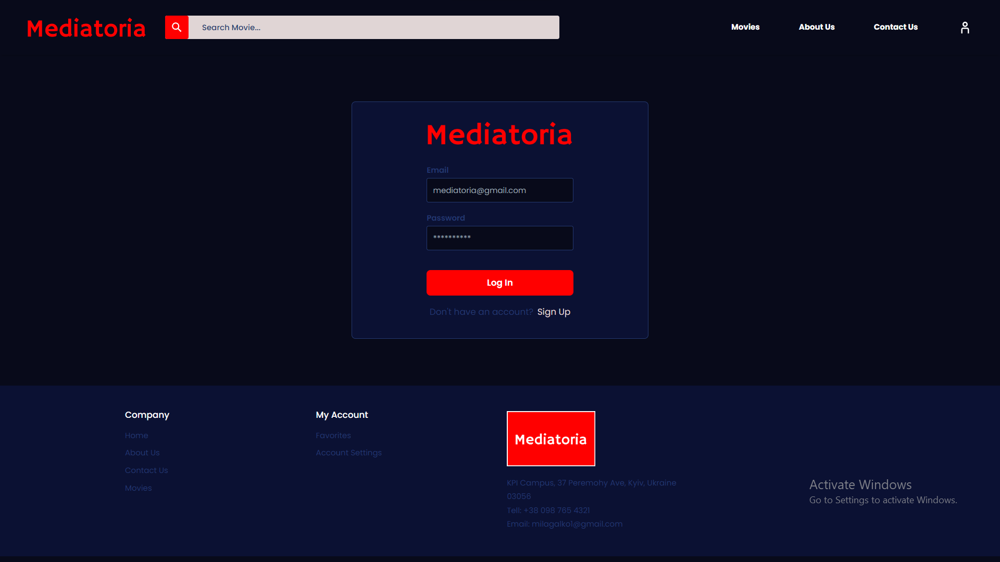 Mediatoria
Search Movie...
Movies
About Us
Contact Us
Mediatoria
Email
mediatoria@gmail.com
Password
**********
Log In
Don't have an account? Sign Up
Company
Home
About Us
Contact Us
Movies
My Account
Favorites
Account Settings
Mediatoria
KPI Campus, 37 Peremohy Ave, Kyiv, Ukraine
03056
Tell: +38 098 765 4321
Email: milagalko1@gmail.com
Activate Windows
Go to Settings to activate Windows.